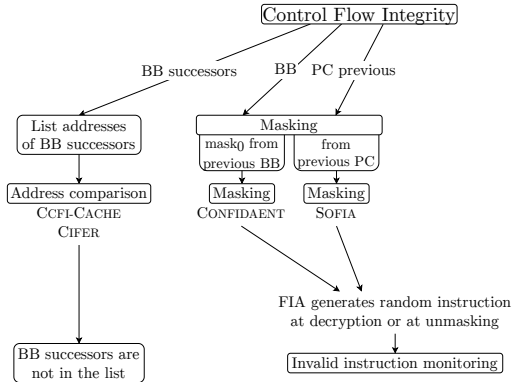 Control Flow Integrity
BB successors
BB
PC previous
List addresses
of BB successors
Masking
mask0 from
previous BB
from
previous PC
Address comparison
CCFI-CACHE
CIFER
Masking
CONFIDAENT
Masking
SOFIA
FIA generates random instruction
at decryption or at unmasking
BB successors are
not in the list
Invalid instruction monitoring